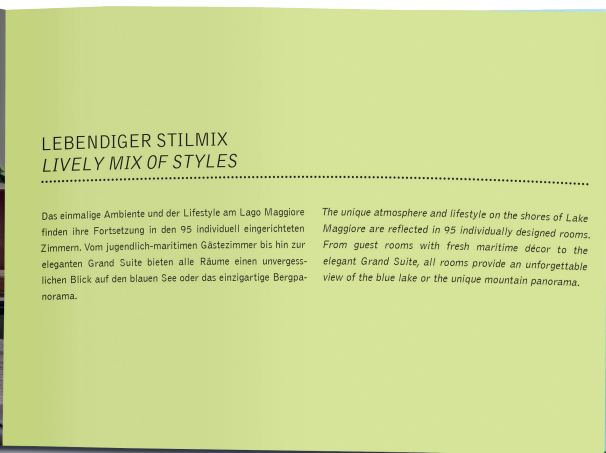 LEBENDIGER STILMIX
LIVELY MIX OF STYLES
Das einmalige Ambiente und der Lifestyle am Lago Maggiore
finden ihre Fortsetzung in den 95 individuell eingerichteten
Zimmern. Vom jugendlich-maritimen Gästezimmer bis hin zur
eleganten Grand Suite bieten alle Räume einen unvergess-
lichen Blick auf den blauen See oder das einzigartige Bergpa-
norama.
The unique atmosphere and lifestyle on the shores of Lake
Maggiore are reflected in 95 individually designed rooms.
From guest rooms with fresh maritime décor to the
elegant Grand Suite, all rooms provide an unforgettable
view of the blue lake or the unique mountain panorama.